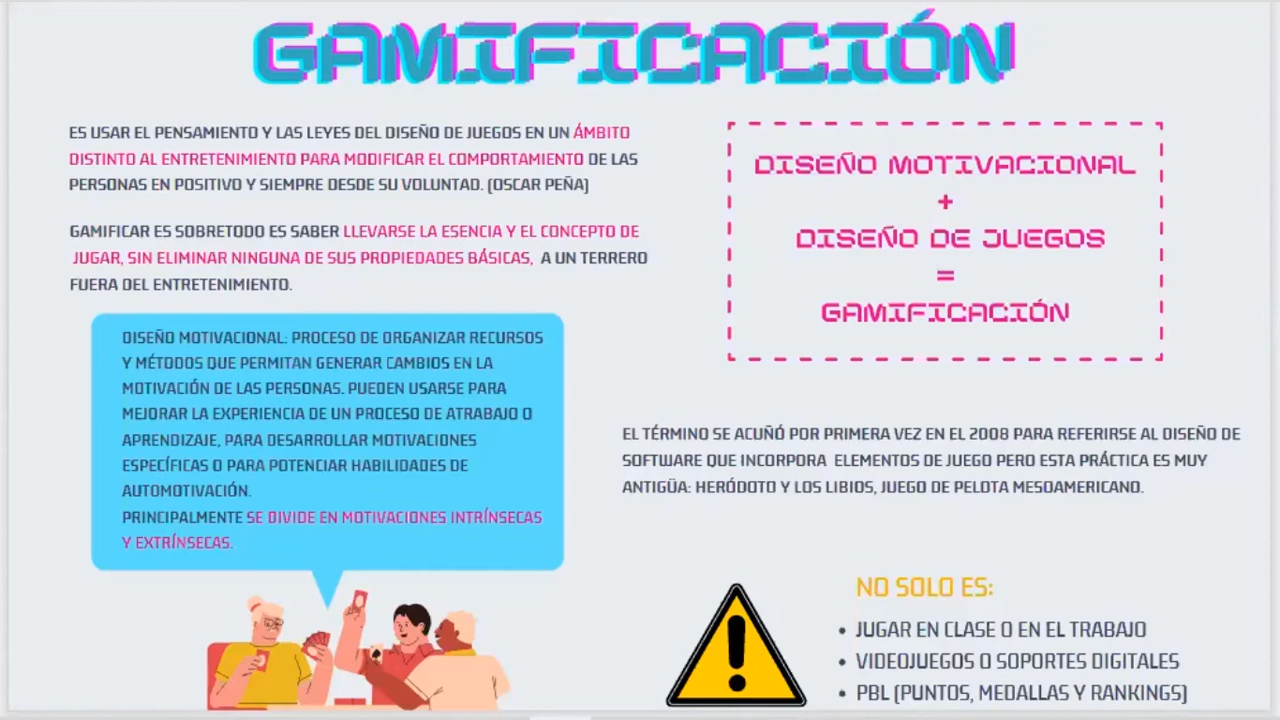 GAMIFICACIÓN
ES USAR EL PENSAMIENTO Y LAS LEYES DEL DISEÑO DE JUEGOS EN UN ÁMBITO
DISTINTO AL ENTRETENIMIENTO PARA MODIFICAR EL COMPORTAMIENTO DE LAS
PERSONAS EN POSITIVO Y SIEMPRE DESDE SU VOLUNTAD. (OSCAR PEÑA)
GAMIFICAR ES SOBRETODO ES SABER LLEVARSE LA ESENCIA Y EL CONCEPTO DE
JUGAR, SIN ELIMINAR NINGUNA DE SUS PROPIEDADES BÁSICAS, A UN TERRERO
FUERA DEL ENTRETENIMIENTO.
DISEÑO MOTIVACIONAL: PROCESO DE ORGANIZAR RECURSOS
Y MÉTODOS QUE PERMITAN GENERAR CAMBIOS EN LA
MOTIVACIÓN DE LAS PERSONAS. PUEDEN USARSE PARA
MEJORAR LA EXPERIENCIA DE UN PROCESO DE ATRABAJO O
APRENDIZAJE, PARA DESARROLLAR MOTIVACIONES
ESPECÍFICAS O PARA POTENCIAR HABILIDADES DE
AUTOMOTIVACIÓN.
PRINCIPALMENTE SE DIVIDE EN MOTIVACIONES INTRÍNSECAS
Y EXTRÍNSECAS.
DISEÑO MOTIVACIONAL
+
DISEÑO DE JUEGOS
=
GAMIFICACIÓN
EL TÉRMINO SE ACUÑÓ POR PRIMERA VEZ EN EL 2008 PARA REFERIRSE AL DISEÑO DE
SOFTWARE QUE INCORPORA ELEMENTOS DE JUEGO PERO ESTA PRÁCTICA ES MUY
ANTIGÜA: HERÓDOTO Y LOS LIBIOS, JUEGO DE PELOTA MESOAMERICANO.
NO SOLO ES:
• JUGAR EN CLASE O EN EL TRABAJO
• VIDEOJUEGOS O SOPORTES DIGITALES
• PBL (PUNTOS, MEDALLAS Y RANKINGS)